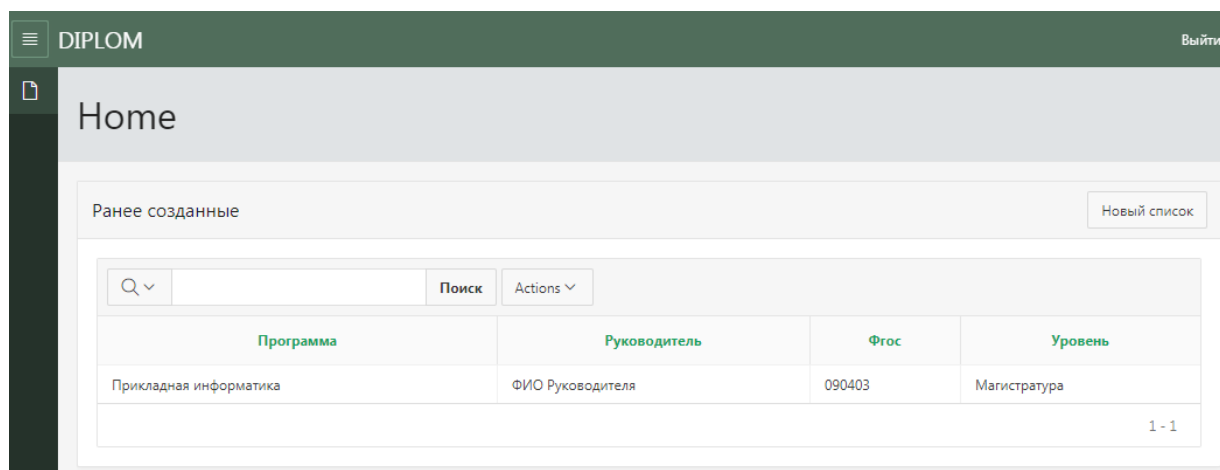 DIPLOM Выйти
Home
Ранее созданные Новый список
Поиск Actions
Программа Руководитель Фгос Уровень
Прикладная информатика ФИО Руководителя 090403 Магистратура
1 - 1